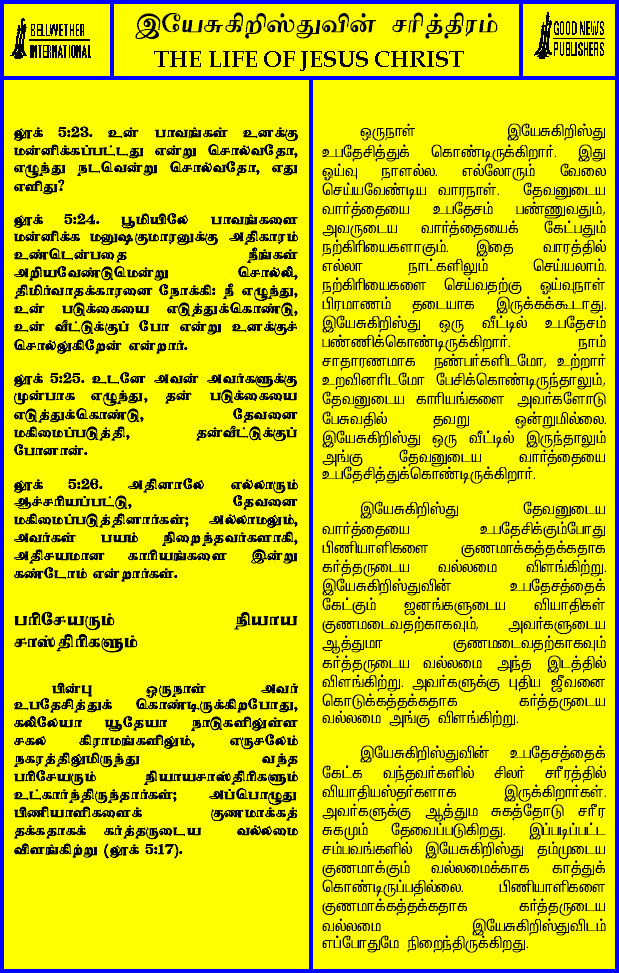 BELLWETHER
INTERNATIONAL
இயேசுகிறிஸ்துவின் சரித்திரம்
THE LIFE OF JESUS CHRIST
GOOD NEWS
PUBLISHERS
லூக் 5:23. உன் பாவங்கள் உனக்கு
மன்னிக்கப்பட்டது என்று சொல்வதோ,
எழுந்து நடவென்று சொல்வதோ, எது
எளிது?
லூக் 5:24. பூமியிலே பாவங்களை
மன்னிக்க மனுஷகுமாரனுக்கு அதிகாரம்
உண்டென்பதை நீங்கள்
அறியவேண்டுமென்று சொல்லி,
திமிர்வாதக்காரனை நோக்கி: நீ எழுந்து,
உன் படுக்கையை எடுத்துக்கொண்டு,
உன் வீட்டுக்குப் போ என்று உனக்குச்
சொல்லுகிறேன் என்றார்.
லூக் 5:25. உடனே அவன் அவர்களுக்கு
முன்பாக எழுந்து, தன் படுக்கையை
எடுத்துக்கொண்டு, தேவனை
மகிமைப்படுத்தி, தன்வீட்டுக்குப்
போனான்.
லூக் 5:26. அதினாலே எல்லாரும்
ஆச்சரியப்பட்டு, தேவனை
மகிமைப்படுத்தினார்கள்; அல்லாமலும்,
அவர்கள் பயம் நிறைந்தவர்களாகி,
அதிசயமான காரியங்களை இன்று
கண்டோம் என்றார்கள்.
பரிசேயரும் நியாய
சாஸ்திரிகளும்
பின்பு ஒருநாள் அவர்
உபதேசித்துக் கொண்டிருக்கிறபோது,
கலிலேயா யூதேயா நாடுகளிலுள்ள
சகல கிராமங்களிலும், எருசலேம்
நகரத்திலுமிருந்து வந்த
பரிசேயரும் நியாயசாஸ்திரிகளும்
உட்கார்ந்திருந்தார்கள்; அப்பொழுது
பிணியாளிகளைக் குணமாக்கத்
தக்கதாகக் கர்த்தருடைய வல்லமை
விளங்கிற்று (லூக் 5:17).
ஒருநாள் இயேசுகிறிஸ்து
உபதேசித்துக் கொண்டிருக்கிறார். இது
ஓய்வு நாளல்ல. எல்லோரும் வேலை
செய்யவேண்டிய வாரநாள். தேவனுடைய
வார்த்தையை உபதேசம் பண்ணுவதும்,
அவருடைய வார்த்தையைக் கேட்பதும்
நற்கிரியைகளாகும். இதை வாரத்தில்
எல்லா நாட்களிலும் செய்யலாம்.
நற்கிரியைகளை செய்வதற்கு ஓய்வுநாள்
பிரமாணம் தடையாக இருக்கக்கூடாது.
இயேசுகிறிஸ்து ஒரு வீட்டில் உபதேசம்
பண்ணிக்கொண்டிருக்கிறார். நாம்
சாதாரணமாக நண்பர்களிடமோ, உற்றார்
உறவினரிடமோ பேசிக்கொண்டிருந்தாலும்,
தேவனுடைய காரியங்களை அவர்களோடு
பேசுவதில் தவறு ஒன்றுமில்லை.
இயேசுகிறிஸ்து ஒரு வீட்டில் இருந்தாலும்
அங்கு தேவனுடைய வார்த்தையை
உபதேசித்துக்கொண்டிருக்கிறார்.
இயேசுகிறிஸ்து தேவனுடைய
வார்த்தையை உபதேசிக்கும்போது
பிணியாளிகளை குணமாக்கத்தக்கதாக
கர்த்தருடைய வல்லமை விளங்கிற்று.
இயேசுகிறிஸ்துவின் உபதேசத்தைக்
கேட்கும் ஜனங்களுடைய வியாதிகள்
குணமடைவதற்காகவும், அவர்களுடைய
ஆத்துமா குணமடைவதற்காகவும்
கர்த்தருடைய வல்லமை அந்த இடத்தில்
விளங்கிற்று. அவர்களுக்கு புதிய ஜீவனை
கொடுக்கத்தக்கதாக கர்த்தருடைய
வல்லமை அங்கு விளங்கிற்று.
இயேசுகிறிஸ்துவின் உபதேசத்தைக்
கேட்க வந்தவர்களில் சிலர் சரீரத்தில்
வியாதியஸ்தர்களாக இருக்கிறார்கள்.
அவர்களுக்கு ஆத்தும சுகத்தோடு சரீர
சுகமும் தேவைப்படுகிறது. இப்படிப்பட்ட
சம்பவங்களில் இயேசுகிறிஸ்து தம்முடைய
குணமாக்கும் வல்லமைக்காக காத்துக்
கொண்டிருப்பதில்லை. பிணியாளிகளை
குணமாக்கத்தக்கதாக கர்த்தருடைய
வல்லமை இயேசுகிறிஸ்துவிடம்
எப்போதுமே நிறைந்திருக்கிறது.